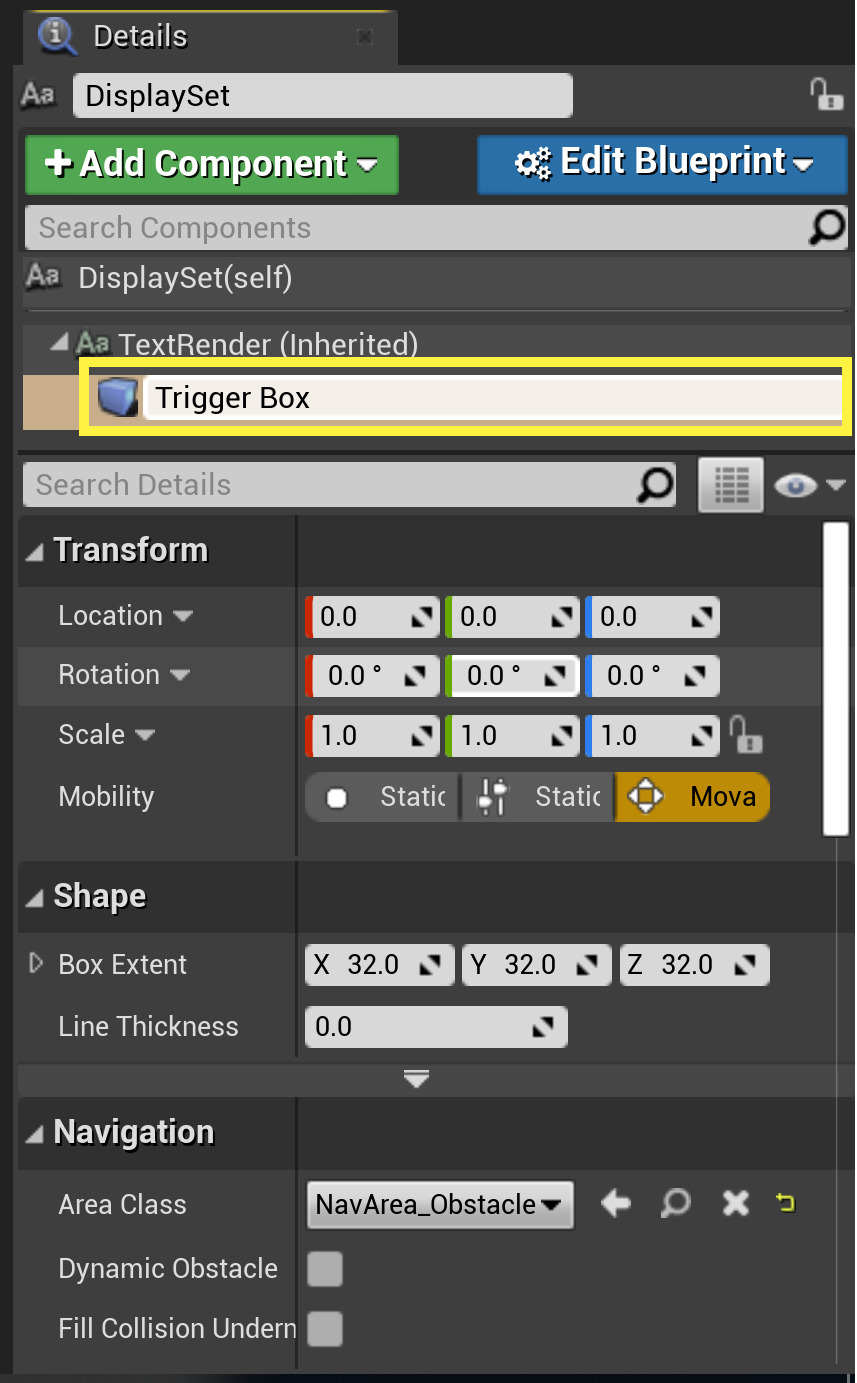 Details
Aa DisplaySet
+ Add Component Edit Blueprint
Search Components
Aa DisplaySet(self)
Aa TextRender (Inherited)
Trigger Box
Search Details
Transform
Location 0.0 0.0 0.0
Rotation 0.0 ° 0.0 ° 0.0 °
Scale 1.0 1.0 1.0
Mobility Static Static Mova
Shape
Box Extent X 32.0 Y 32.0 Z 32.0
Line Thickness 0.0
Navigation
Area Class NavArea_Obstacle
Dynamic Obstacle
Fill Collision Undern